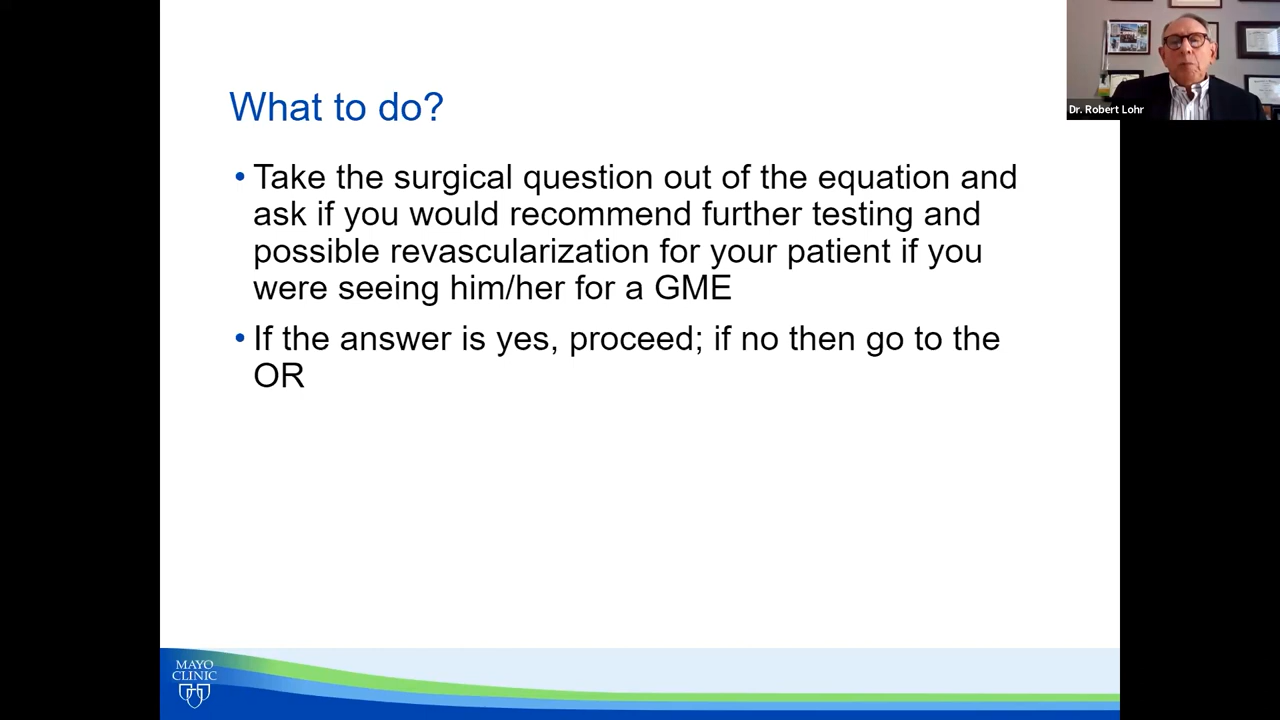 What to do?
• Take the surgical question out of the equation and
ask if you would recommend further testing and
possible revascularization for your patient if you
were seeing him/her for a GME
• If the answer is yes, proceed; if no then go to the
OR
Dr. Robert Lohr
MAYO
CLINIC